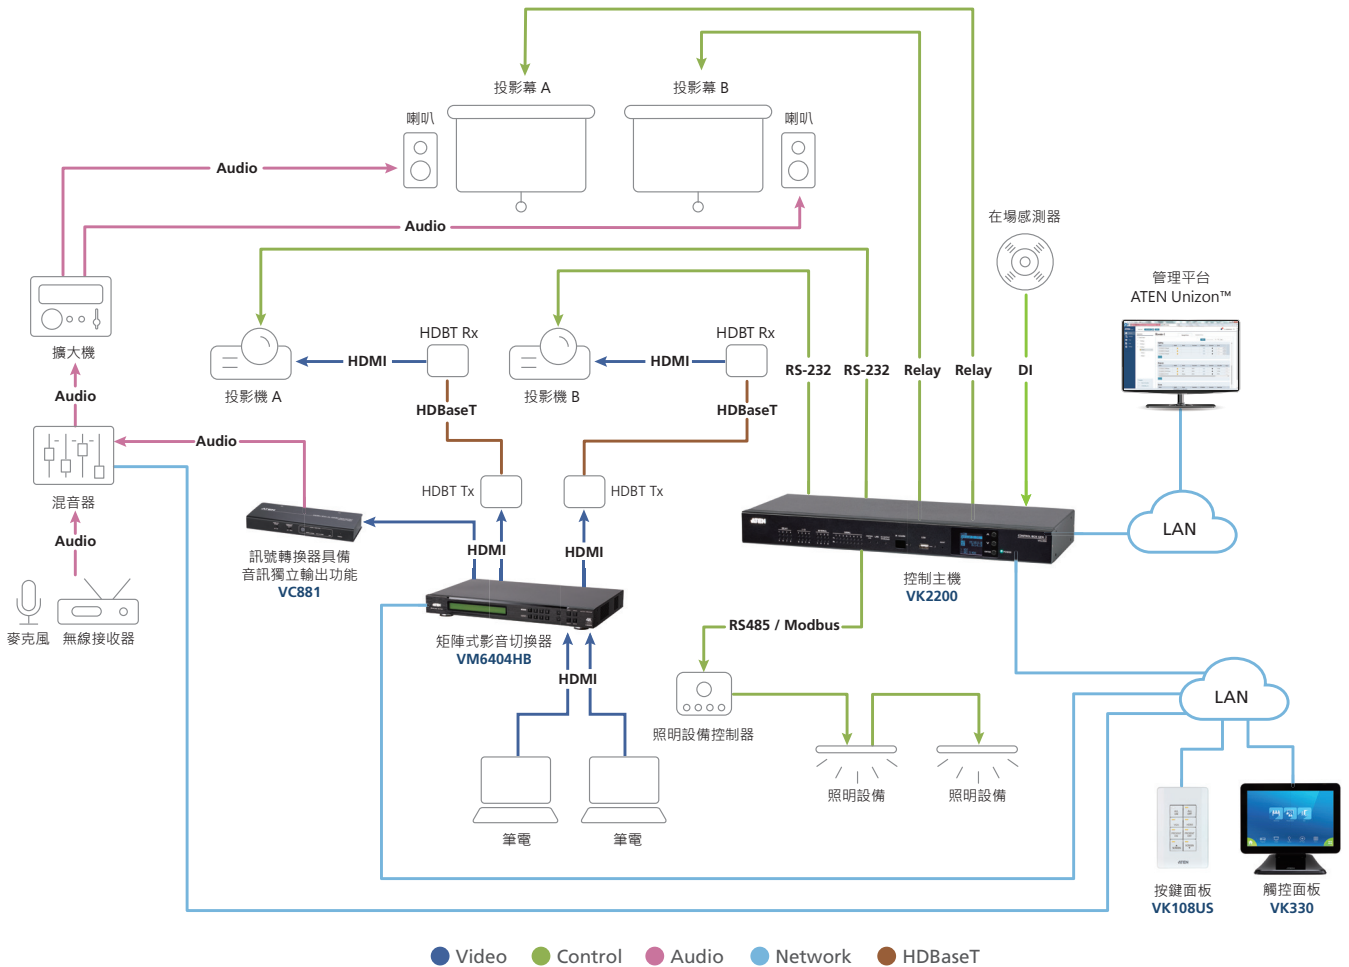 投影幕 A
投影幕 B
喇叭
喇叭
Audio
Audio
在場感測器
管理平台
ATEN Unizon™
擴大機
HDBT Rx
HDBT Rx
HDMI
HDMI
RS-232
RS-232
Relay
Relay
DI
投影機 A
投影機 B
Audio
HDBaseT
HDBaseT
Audio
混音器
HDBT Tx
HDBT Tx
ATEN
ATEN
LAN
Audio
HDMI
HDMI
訊號轉換器具備
音訊獨立輸出功能
VC881
控制主機
VK2200
麥克風
無線接收器
矩陣式影音切換器
VM6404HB
RS485 / Modbus
HDMI
LAN
照明設備控制器
照明設備
照明設備
筆電
筆電
ATEN
按鍵面板
VK108US
觸控面板
VK330
Video
Control
Audio
Network
HDBaseT